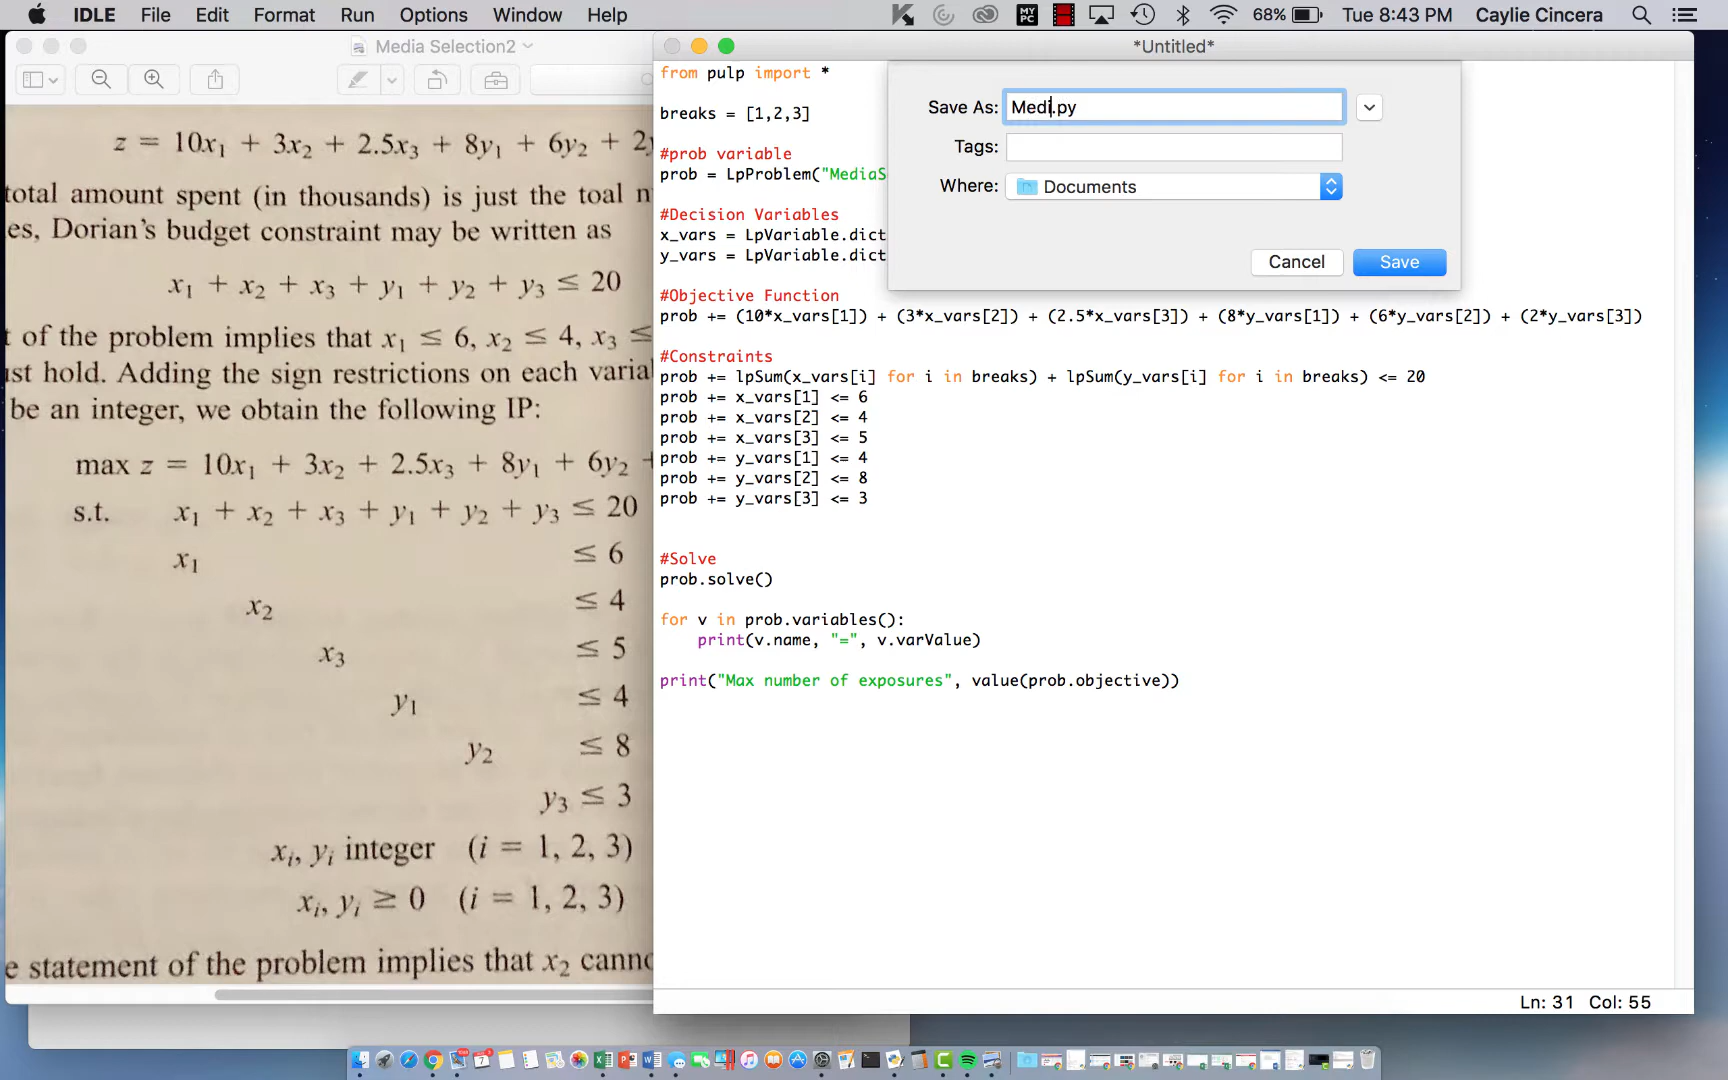 IDLE File Edit Format Run Options Window Help
68% Tue 8:43 PM Caylie Cincera
Media Selection2
z = 10x₁ + 3x₂ + 2.5x₃ + 8y₁ + 6y₂ + 2y
total amount spent (in thousands) is just the toal n
es, Dorian's budget constraint may be written as
x₁ + x₂ + x₃ + y₁ + y₂ + y₃ ≤ 20
t of the problem implies that x₁ ≤ 6, x₂ ≤ 4, x₃ ≤
ust hold. Adding the sign restrictions on each varia
be an integer, we obtain the following IP:
max z = 10x₁ + 3x₂ + 2.5x₃ + 8y₁ + 6y₂ +
s.t. x₁ + x₂ + x₃ + y₁ + y₂ + y₃ ≤ 20
x₁ ≤ 6
x₂ ≤ 4
x₃ ≤ 5
y₁ ≤ 4
y₂ ≤ 8
y₃ ≤ 3
xᵢ, yᵢ integer (i = 1, 2, 3)
xᵢ, yᵢ ≥ 0 (i = 1, 2, 3)
e statement of the problem implies that x₂ canno
*Untitled*
from pulp import *
breaks = [1,2,3]
#prob variable
prob = LpProblem("MediaS
#Decision Variables
x_vars = LpVariable.dict
y_vars = LpVariable.dict
#Objective Function
prob += (10*x_vars[1]) + (3*x_vars[2]) + (2.5*x_vars[3]) + (8*y_vars[1]) + (6*y_vars[2]) + (2*y_vars[3])
#Constraints
prob += lpSum(x_vars[i] for i in breaks) + lpSum(y_vars[i] for i in breaks) <= 20
prob += x_vars[1] <= 6
prob += x_vars[2] <= 4
prob += x_vars[3] <= 5
prob += y_vars[1] <= 4
prob += y_vars[2] <= 8
prob += y_vars[3] <= 3
#Solve
prob.solve()
for v in prob.variables():
print(v.name, "=", v.varValue)
print("Max number of exposures", value(prob.objective))
Save As: Medi.py
Tags:
Where: Documents
Cancel Save
Ln: 31 Col: 55